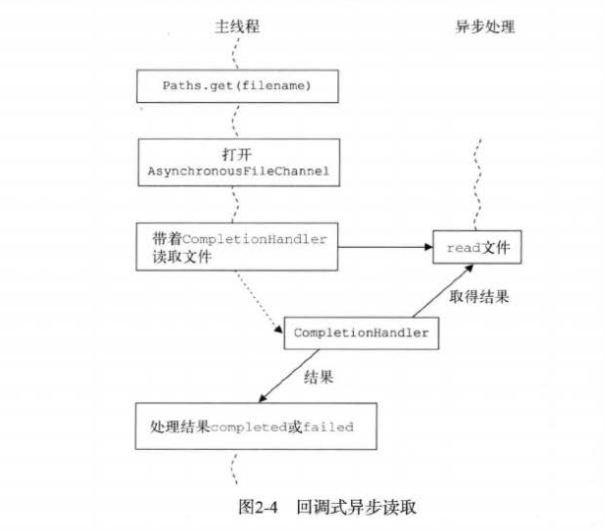 主线程
异步处理
Paths.get(filename)
打开
AsynchronousFileChannel
带着CompletionHandler
读取文件
read文件
取得结果
CompletionHandler
结果
处理结果completed或failed
图2-4 回调式异步读取